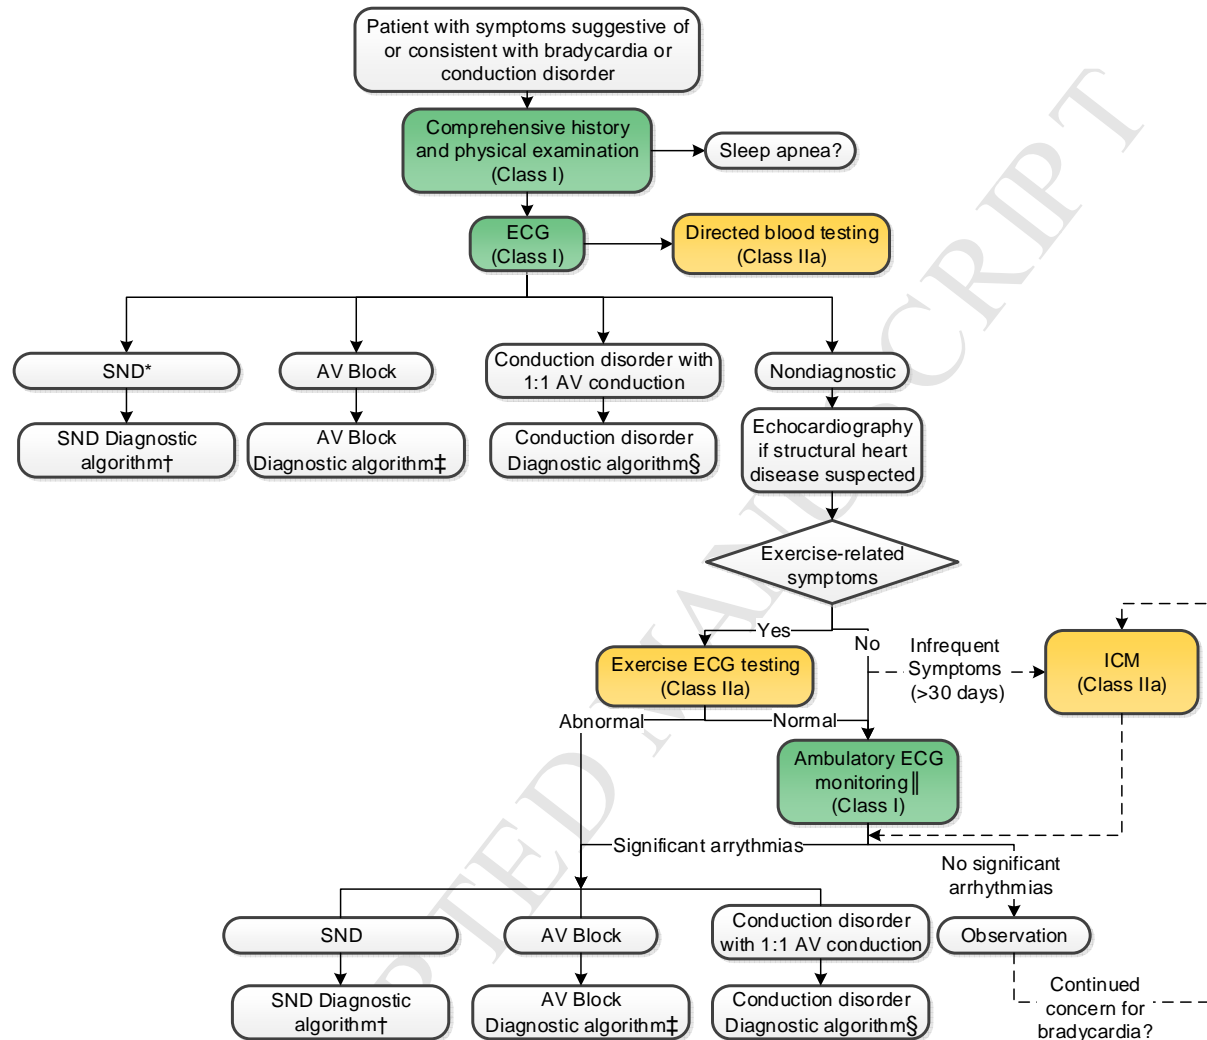 Patient with symptoms suggestive of
or consistent with bradycardia or
conduction disorder
Comprehensive history
and physical examination
(Class I)
Sleep apnea?
ECG
(Class I)
Directed blood testing
(Class IIa)
SND*
AV Block
Conduction disorder with
1:1 AV conduction
Nondiagnostic
SND Diagnostic
algorithm†
AV Block
Diagnostic algorithm‡
Conduction disorder
Diagnostic algorithm§
Echocardiography
if structural heart
disease suspected
Exercise-related
symptoms
Yes
No
Exercise ECG testing
(Class IIa)
Infrequent
Symptoms
(>30 days)
ICM
(Class IIa)
Abnormal
Normal
Ambulatory ECG
monitoring‖
(Class I)
Significant arrythmias
No significant
arrhythmias
SND
AV Block
Conduction disorder
with 1:1 AV conduction
Observation
SND Diagnostic
algorithm†
AV Block
Diagnostic algorithm‡
Conduction disorder
Diagnostic algorithm§
Continued
concern for
bradycardia?
PTED MANUSCRIPT